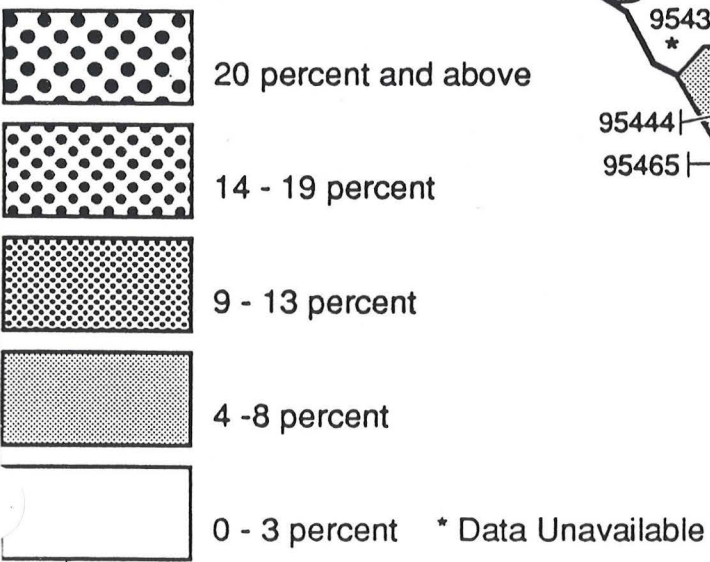 9543
*
20 percent and above
95444
95465
14 - 19 percent
9 - 13 percent
4 -8 percent
0 - 3 percent * Data Unavailable